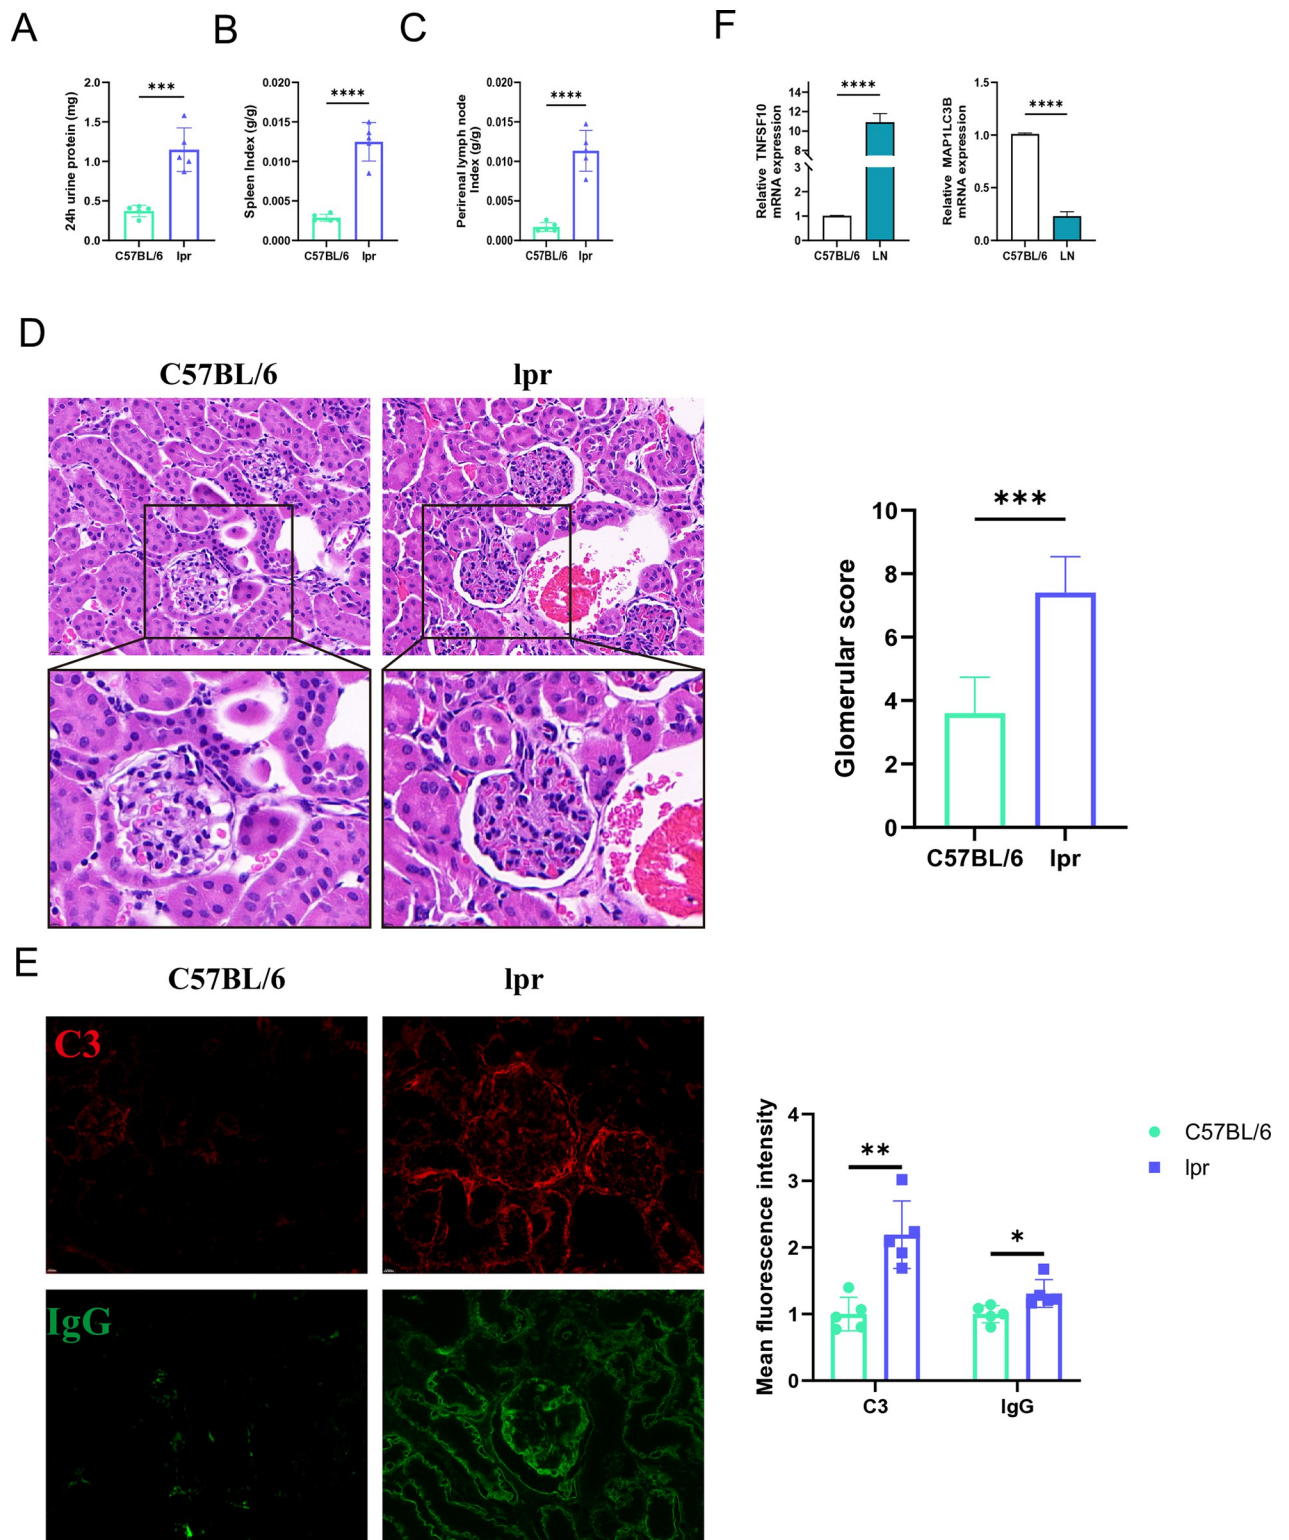 A
B
C
F
***
2.0
1.5
1.0
0.5
0.0
24h urine protein (mg)
C57BL/6 lpr
****
0.020
0.015
0.010
0.005
0.000
Spleen Index (g/g)
C57BL/6 lpr
****
0.020
0.015
0.010
0.005
0.000
Perirenal lymph node
Index (g/g)
C57BL/6 lpr
****
14
12
10
8
3
2
1
0
Relative TNFSF10
mRNA expression
C57BL/6 LN
****
1.5
1.0
0.5
0.0
Relative MAP1LC3B
mRNA expression
C57BL/6 LN
D
C57BL/6 lpr
***
10
8
6
4
2
0
Glomerular score
C57BL/6 lpr
E
C57BL/6 lpr
C3
IgG
4
3
2
1
0
Mean fluorescence intensity
**
*
C3 IgG
C57BL/6
lpr